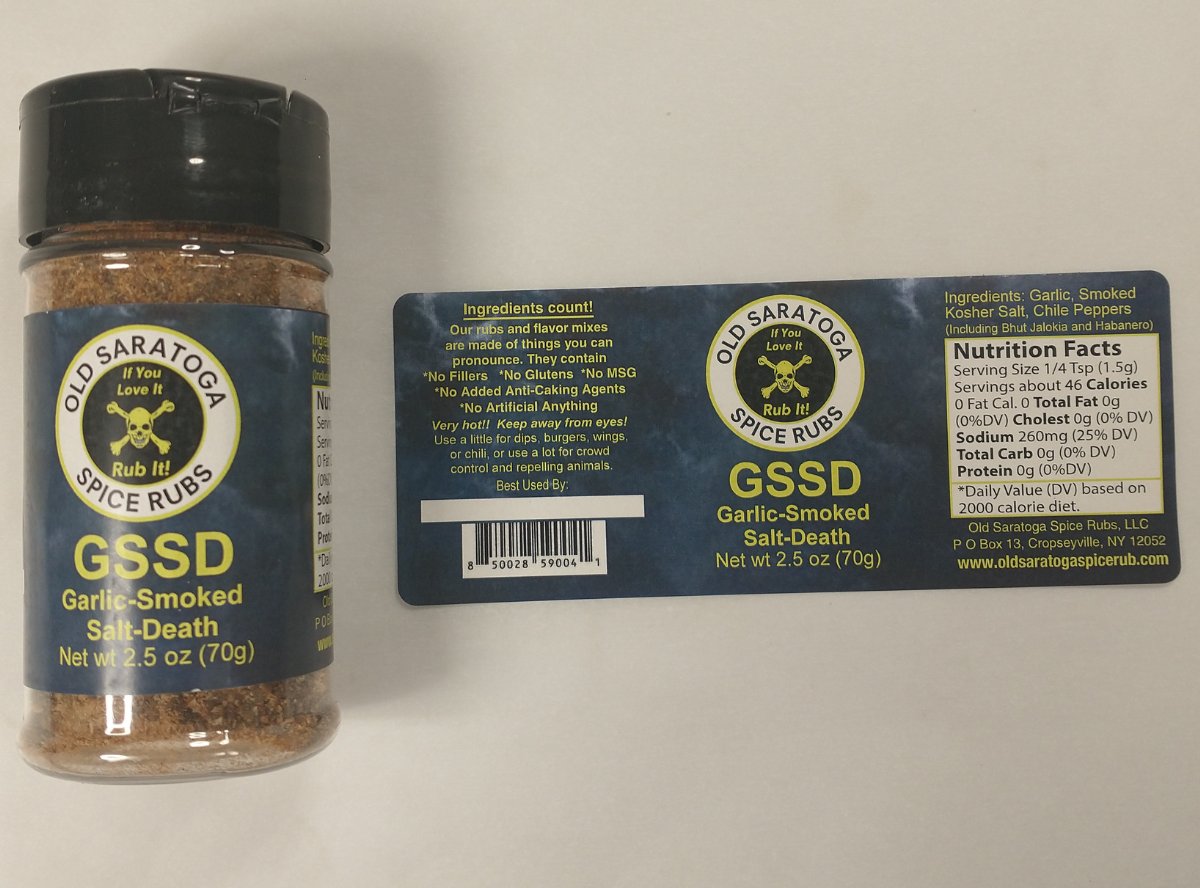 OLD SARATOGA
If You
Love It
Rub It!
SPICE RUBS
GSSD
Garlic-Smoked
Salt-Death
Net wt 2.5 oz (70g)
Ingredients count!
Our rubs and flavor mixes
are made of things you can
pronounce. They contain
*No Fillers *No Glutens *No MSG
*No Added Anti-Caking Agents
*No Artificial Anything
Very hot!! Keep away from eyes!
Use a little for dips, burgers, wings,
or chili, or use a lot for crowd
control and repelling animals.
Best Used By:
8 50028 59004 1
OLD SARATOGA
If You
Love It
Rub It!
SPICE RUBS
GSSD
Garlic-Smoked
Salt-Death
Net wt 2.5 oz (70g)
Ingredients: Garlic, Smoked
Kosher Salt, Chile Peppers
(Including Bhut Jalokia and Habanero)
Nutrition Facts
Serving Size 1/4 Tsp (1.5g)
Servings about 46 Calories
0 Fat Cal. 0 Total Fat 0g
(0%DV) Cholest 0g (0% DV)
Sodium 260mg (25% DV)
Total Carb 0g (0% DV)
Protein 0g (0%DV)
*Daily Value (DV) based on
2000 calorie diet.
Old Saratoga Spice Rubs, LLC
P O Box 13, Cropseyville, NY 12052
www.oldsaratogaspicerub.com